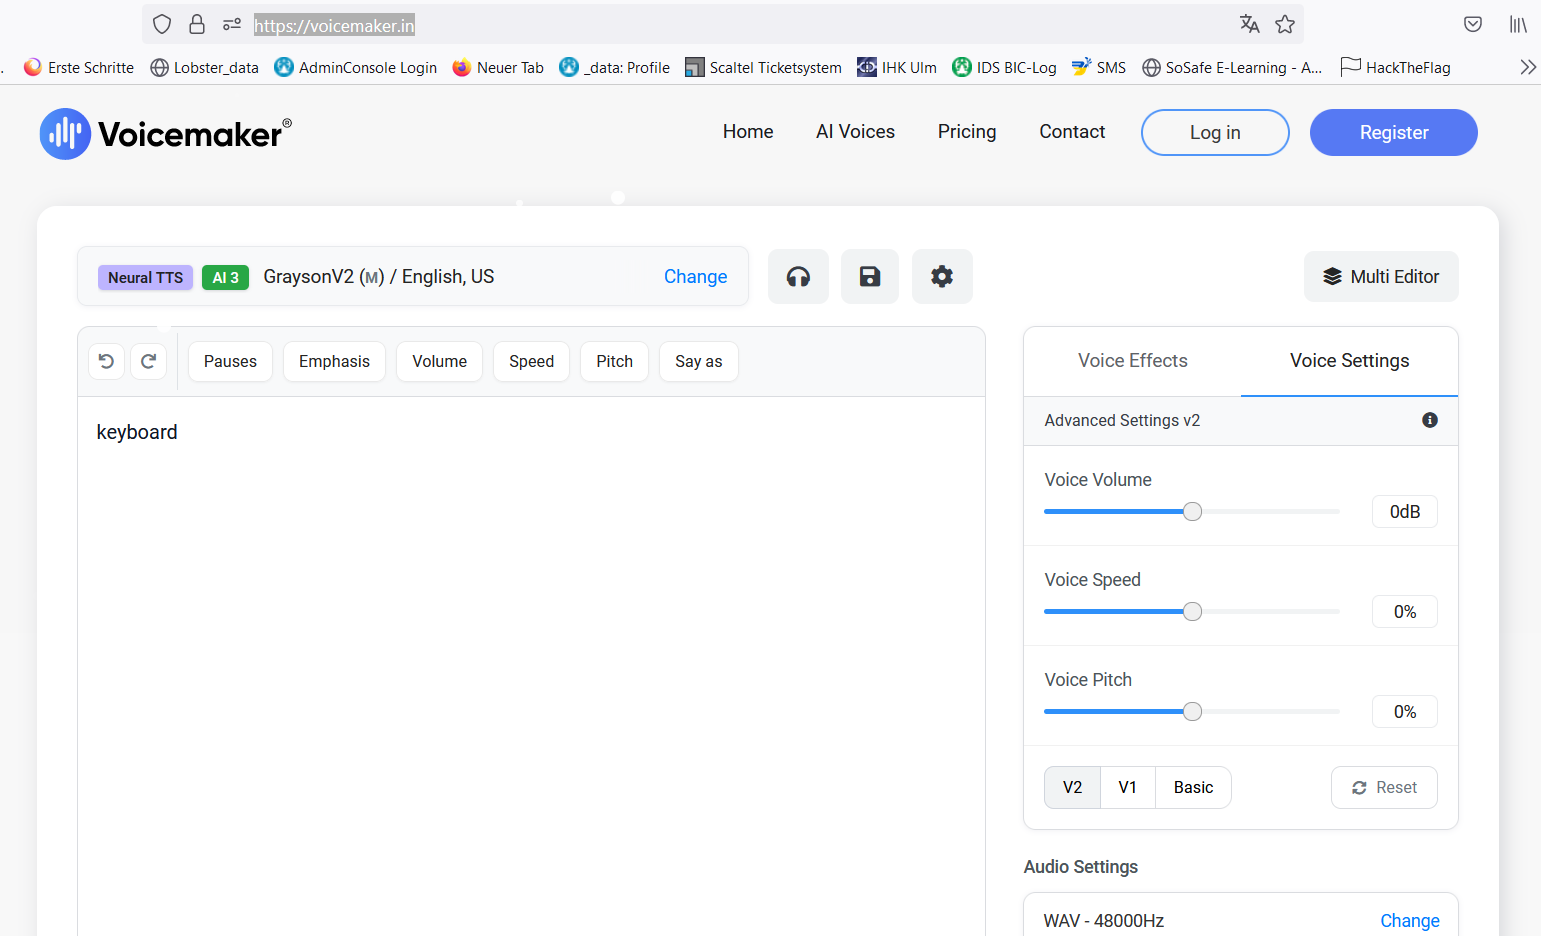 https://voicemaker.in
Erste Schritte Lobster_data AdminConsole Login Neuer Tab _data: Profile Scaltel Ticketsystem IHK Ulm IDS BIC-Log SMS SoSafe E-Learning - A... HackTheFlag
Voicemaker® Home AI Voices Pricing Contact Log in Register
Neural TTS AI 3 GraysonV2 (M) / English, US Change Multi Editor
Pauses Emphasis Volume Speed Pitch Say as
keyboard
Voice Effects Voice Settings
Advanced Settings v2
Voice Volume
0dB
Voice Speed
0%
Voice Pitch
0%
V2 V1 Basic Reset
Audio Settings
WAV - 48000Hz Change